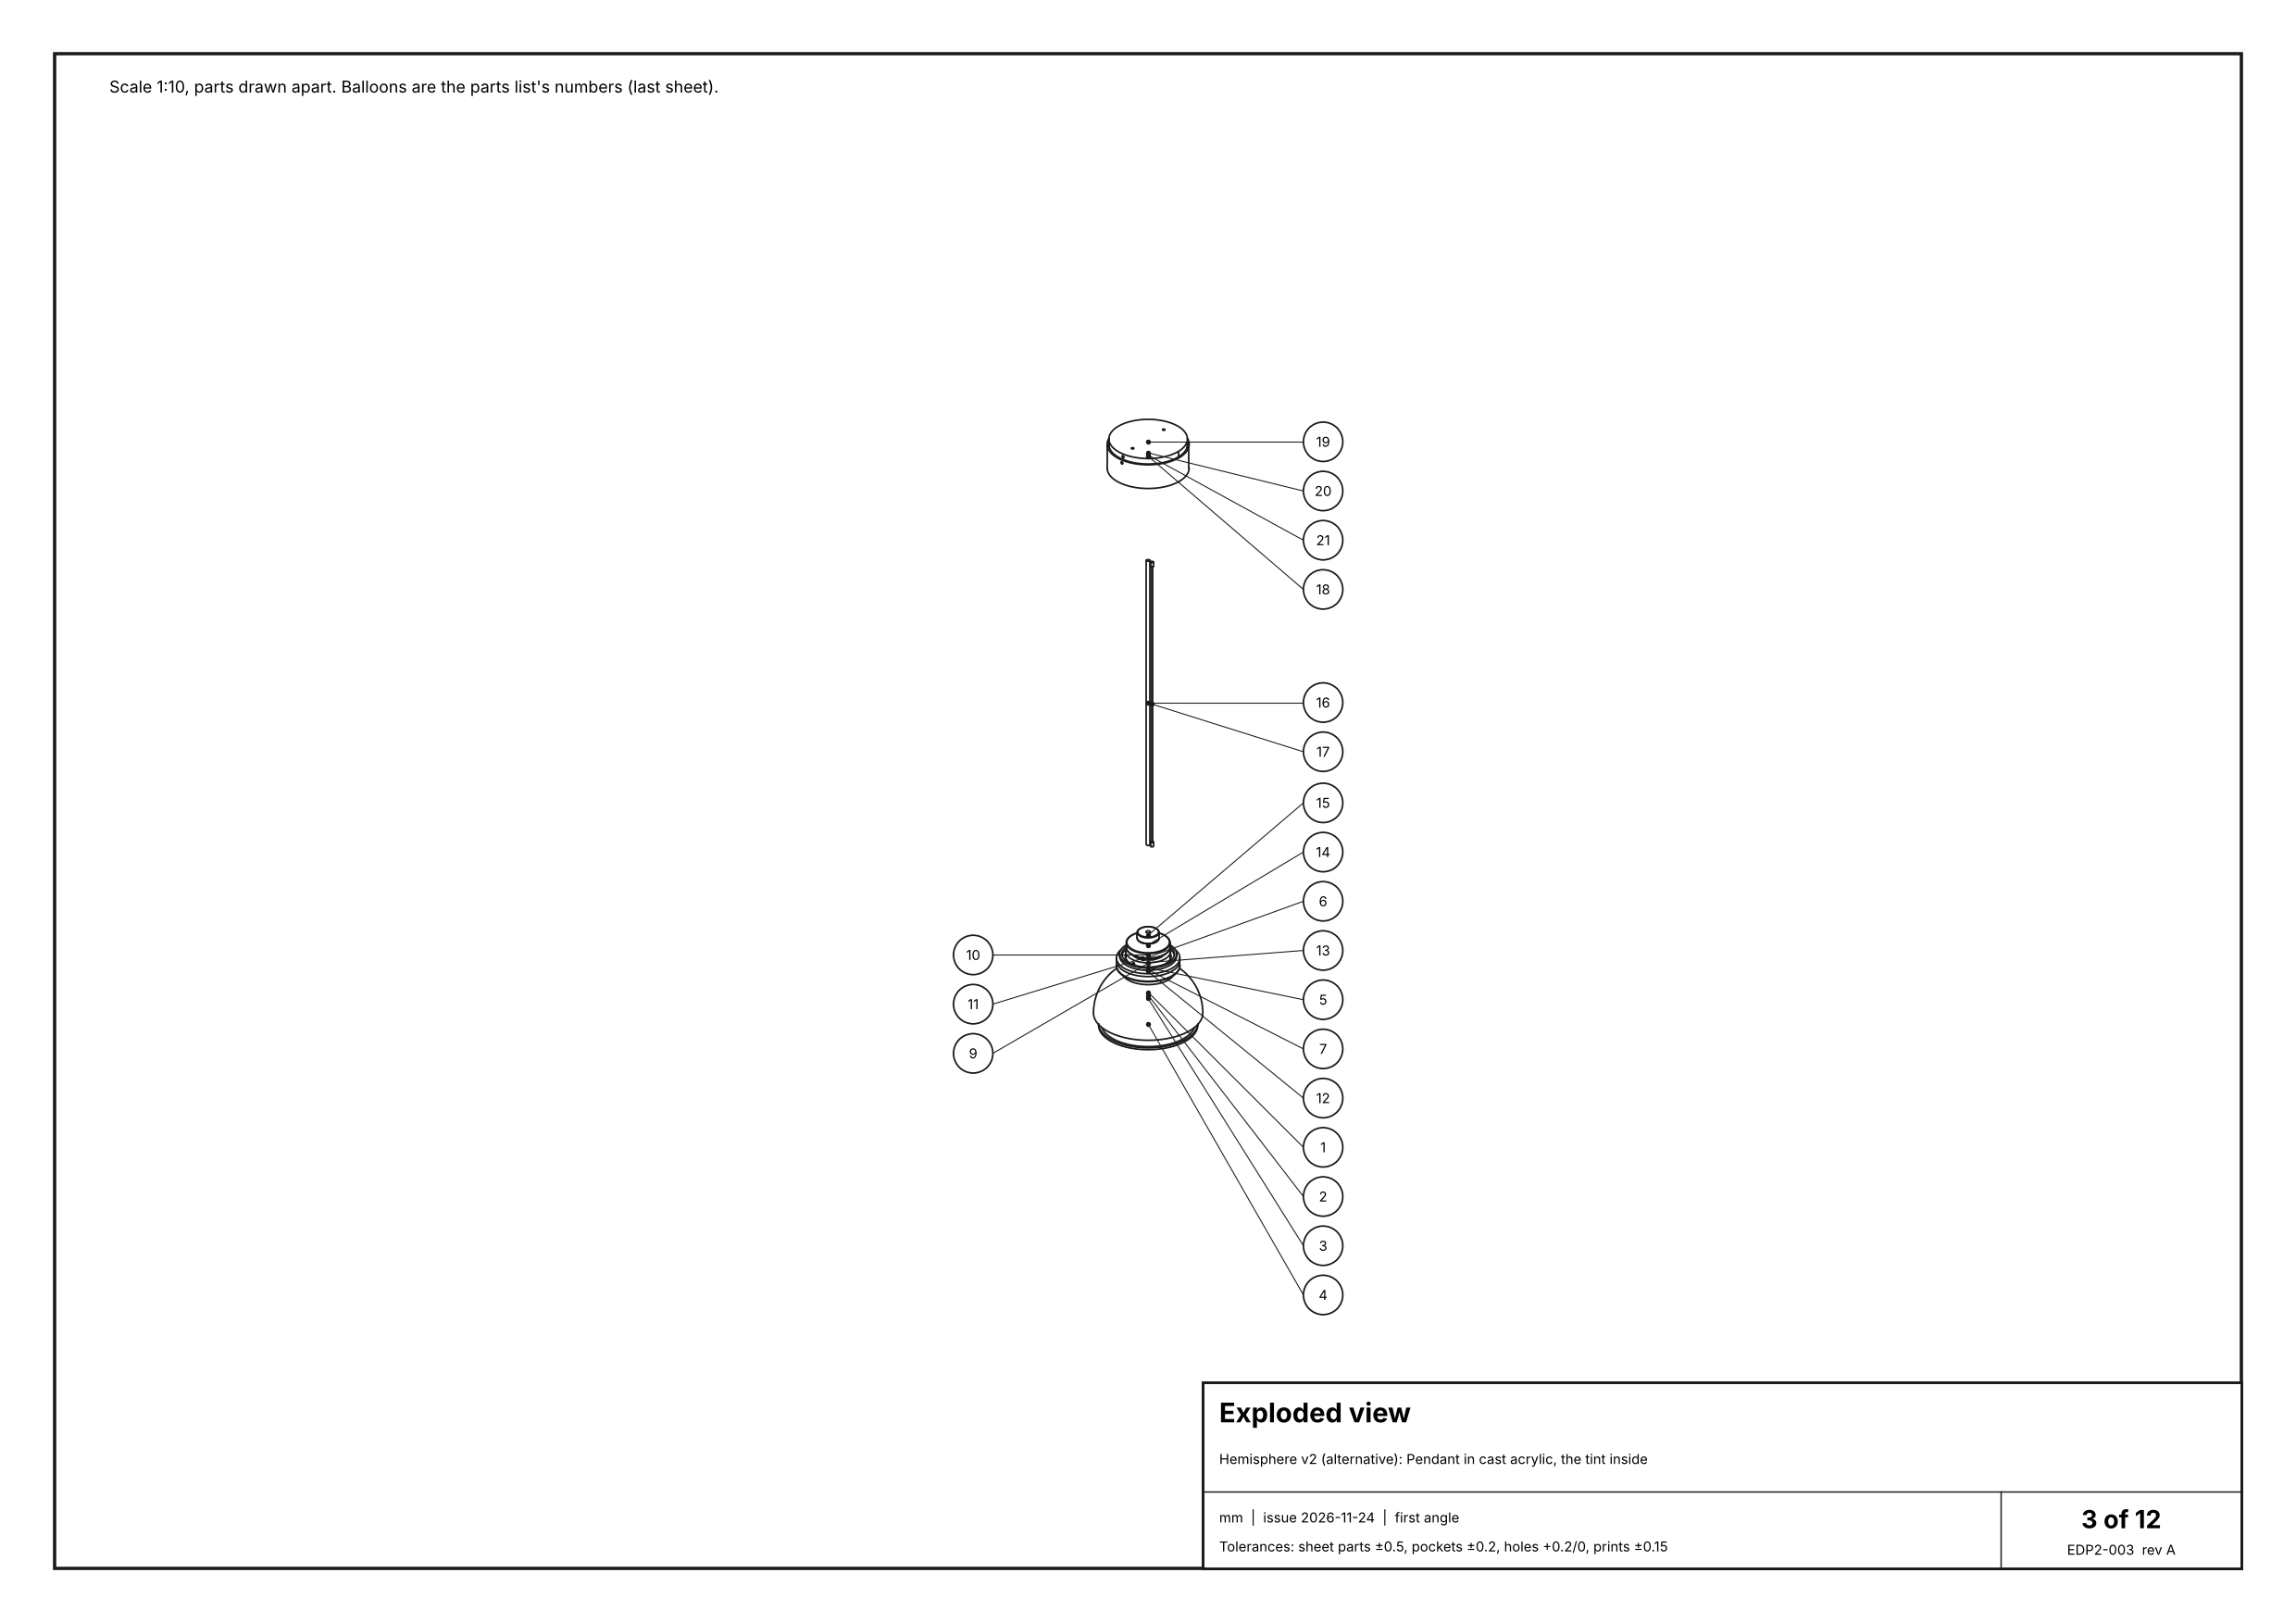 Scale 1:10, parts drawn apart. Balloons are the parts list's numbers (last sheet).
19
20
21
18
16
17
15
14
6
10
13
11
5
9
7
12
1
2
3
4
Exploded view
Hemisphere v2 (alternative): Pendant in cast acrylic, the tint inside
mm | issue 2026-11-24 | first angle
Tolerances: sheet parts ±0.5, pockets ±0.2, holes +0.2/0, prints ±0.15
3 of 12
EDP2-003 rev A